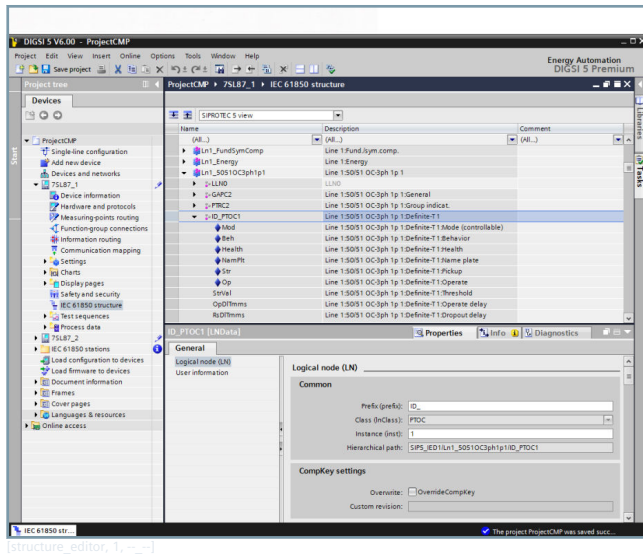 DIGSI 5 V6.00 - ProjectCMP
Project Edit View Insert Online Options Tools Window Help
Save project
Energy Automation
DIGSI 5 Premium
Project tree
ProjectCMP ▸ 7SL87_1 ▸ IEC 61850 structure
Devices
Start
Libraries
Tasks
SIPROTEC 5 view
Name Description Comment
(All...) (All...) (All...)
Ln1_FundSymComp Line 1:Fund./sym.comp.
Ln1_Energy Line 1:Energy
Ln1_5051OC3ph1p1 Line 1:50/51 OC-3ph 1p 1
LLN0 LLN0
GAPC2 Line 1:50/51 OC-3ph 1p 1:General
PTRC2 Line 1:50/51 OC-3ph 1p 1:Group indicat.
ID_PTOC1 Line 1:50/51 OC-3ph 1p 1:Definite-T1
Mod Line 1:50/51 OC-3ph 1p 1:Definite-T1:Mode (controllable)
Beh Line 1:50/51 OC-3ph 1p 1:Definite-T1:Behavior
Health Line 1:50/51 OC-3ph 1p 1:Definite-T1:Health
NamPlt Line 1:50/51 OC-3ph 1p 1:Definite-T1:Name plate
Str Line 1:50/51 OC-3ph 1p 1:Definite-T1:Pickup
Op Line 1:50/51 OC-3ph 1p 1:Definite-T1:Operate
StrVal Line 1:50/51 OC-3ph 1p 1:Definite-T1:Threshold
OpDlTmms Line 1:50/51 OC-3ph 1p 1:Definite-T1:Operate delay
RsDlTmms Line 1:50/51 OC-3ph 1p 1:Definite-T1:Dropout delay
ProjectCMP
Single-line configuration
Add new device
Devices and networks
7SL87_1
Device information
Hardware and protocols
Measuring-points routing
Function-group connections
Information routing
Communication mapping
Settings
Charts
Display pages
Safety and security
IEC 61850 structure
Test sequences
Process data
7SL87_2
IEC 61850 stations
Load configuration to devices
Load firmware to devices
Document information
Frames
Cover pages
Languages & resources
Online access
ID_PTOC1 [LNData]
Properties Info Diagnostics
General
Logical node (LN)
User information
Logical node (LN)
Common
Prefix (prefix): ID_
Class (lnClass): PTOC
Instance (inst): 1
Hierarchical path: SIP5_IED1/Ln1_5051OC3ph1p1/ID_PTOC1
CompKey settings
Overwrite: OverrideCompKey
Custom revision:
IEC 61850 str...
The project ProjectCMP was saved succ...
[structure_editor, 1, --_--]